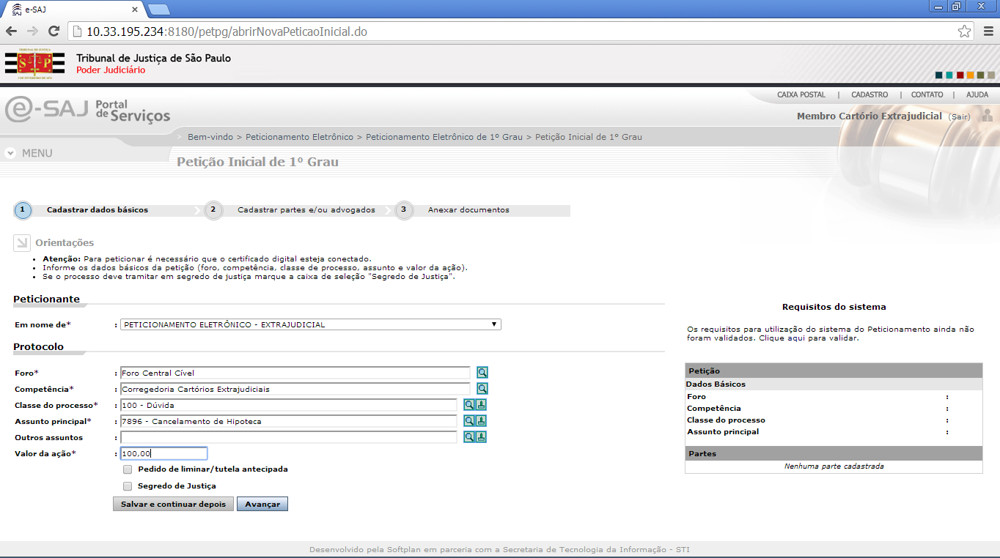 e-SAJ
10.33.195.234:8180/petpg/abrirNovaPeticaoInicial.do
Tribunal de Justiça de São Paulo
Poder Judiciário
CAIXA POSTAL | CADASTRO | CONTATO | AJUDA
e-SAJ Portal de Serviços
Membro Cartório Extrajudicial (Sair)
Bem-vindo > Peticionamento Eletrônico > Peticionamento Eletrônico de 1º Grau > Petição Inicial de 1º Grau
MENU
Petição Inicial de 1º Grau
1 Cadastrar dados básicos 2 Cadastrar partes e/ou advogados 3 Anexar documentos
Orientações
• Atenção: Para peticionar é necessário que o certificado digital esteja conectado.
• Informe os dados básicos da petição (foro, competência, classe de processo, assunto e valor da ação).
• Se o processo deve tramitar em segredo de justiça marque a caixa de seleção "Segredo de Justiça".
Peticionante
Em nome de* : PETICIONAMENTO ELETRÔNICO - EXTRAJUDICIAL
Protocolo
Foro* : Foro Central Cível
Competência* : Corregedoria Cartórios Extrajudiciais
Classe do processo* : 100 - Dúvida
Assunto principal* : 7896 - Cancelamento de Hipoteca
Outros assuntos :
Valor da ação* : 100,00
Pedido de liminar/tutela antecipada
Segredo de Justiça
Salvar e continuar depois Avançar
Requisitos do sistema
Os requisitos para utilização do sistema do Peticionamento ainda não
foram validados. Clique aqui para validar.
Petição
Dados Básicos
Foro :
Competência :
Classe do processo :
Assunto principal :
Partes
Nenhuma parte cadastrada
Desenvolvido pela Softplan em parceria com a Secretaria de Tecnologia da Informação - STI